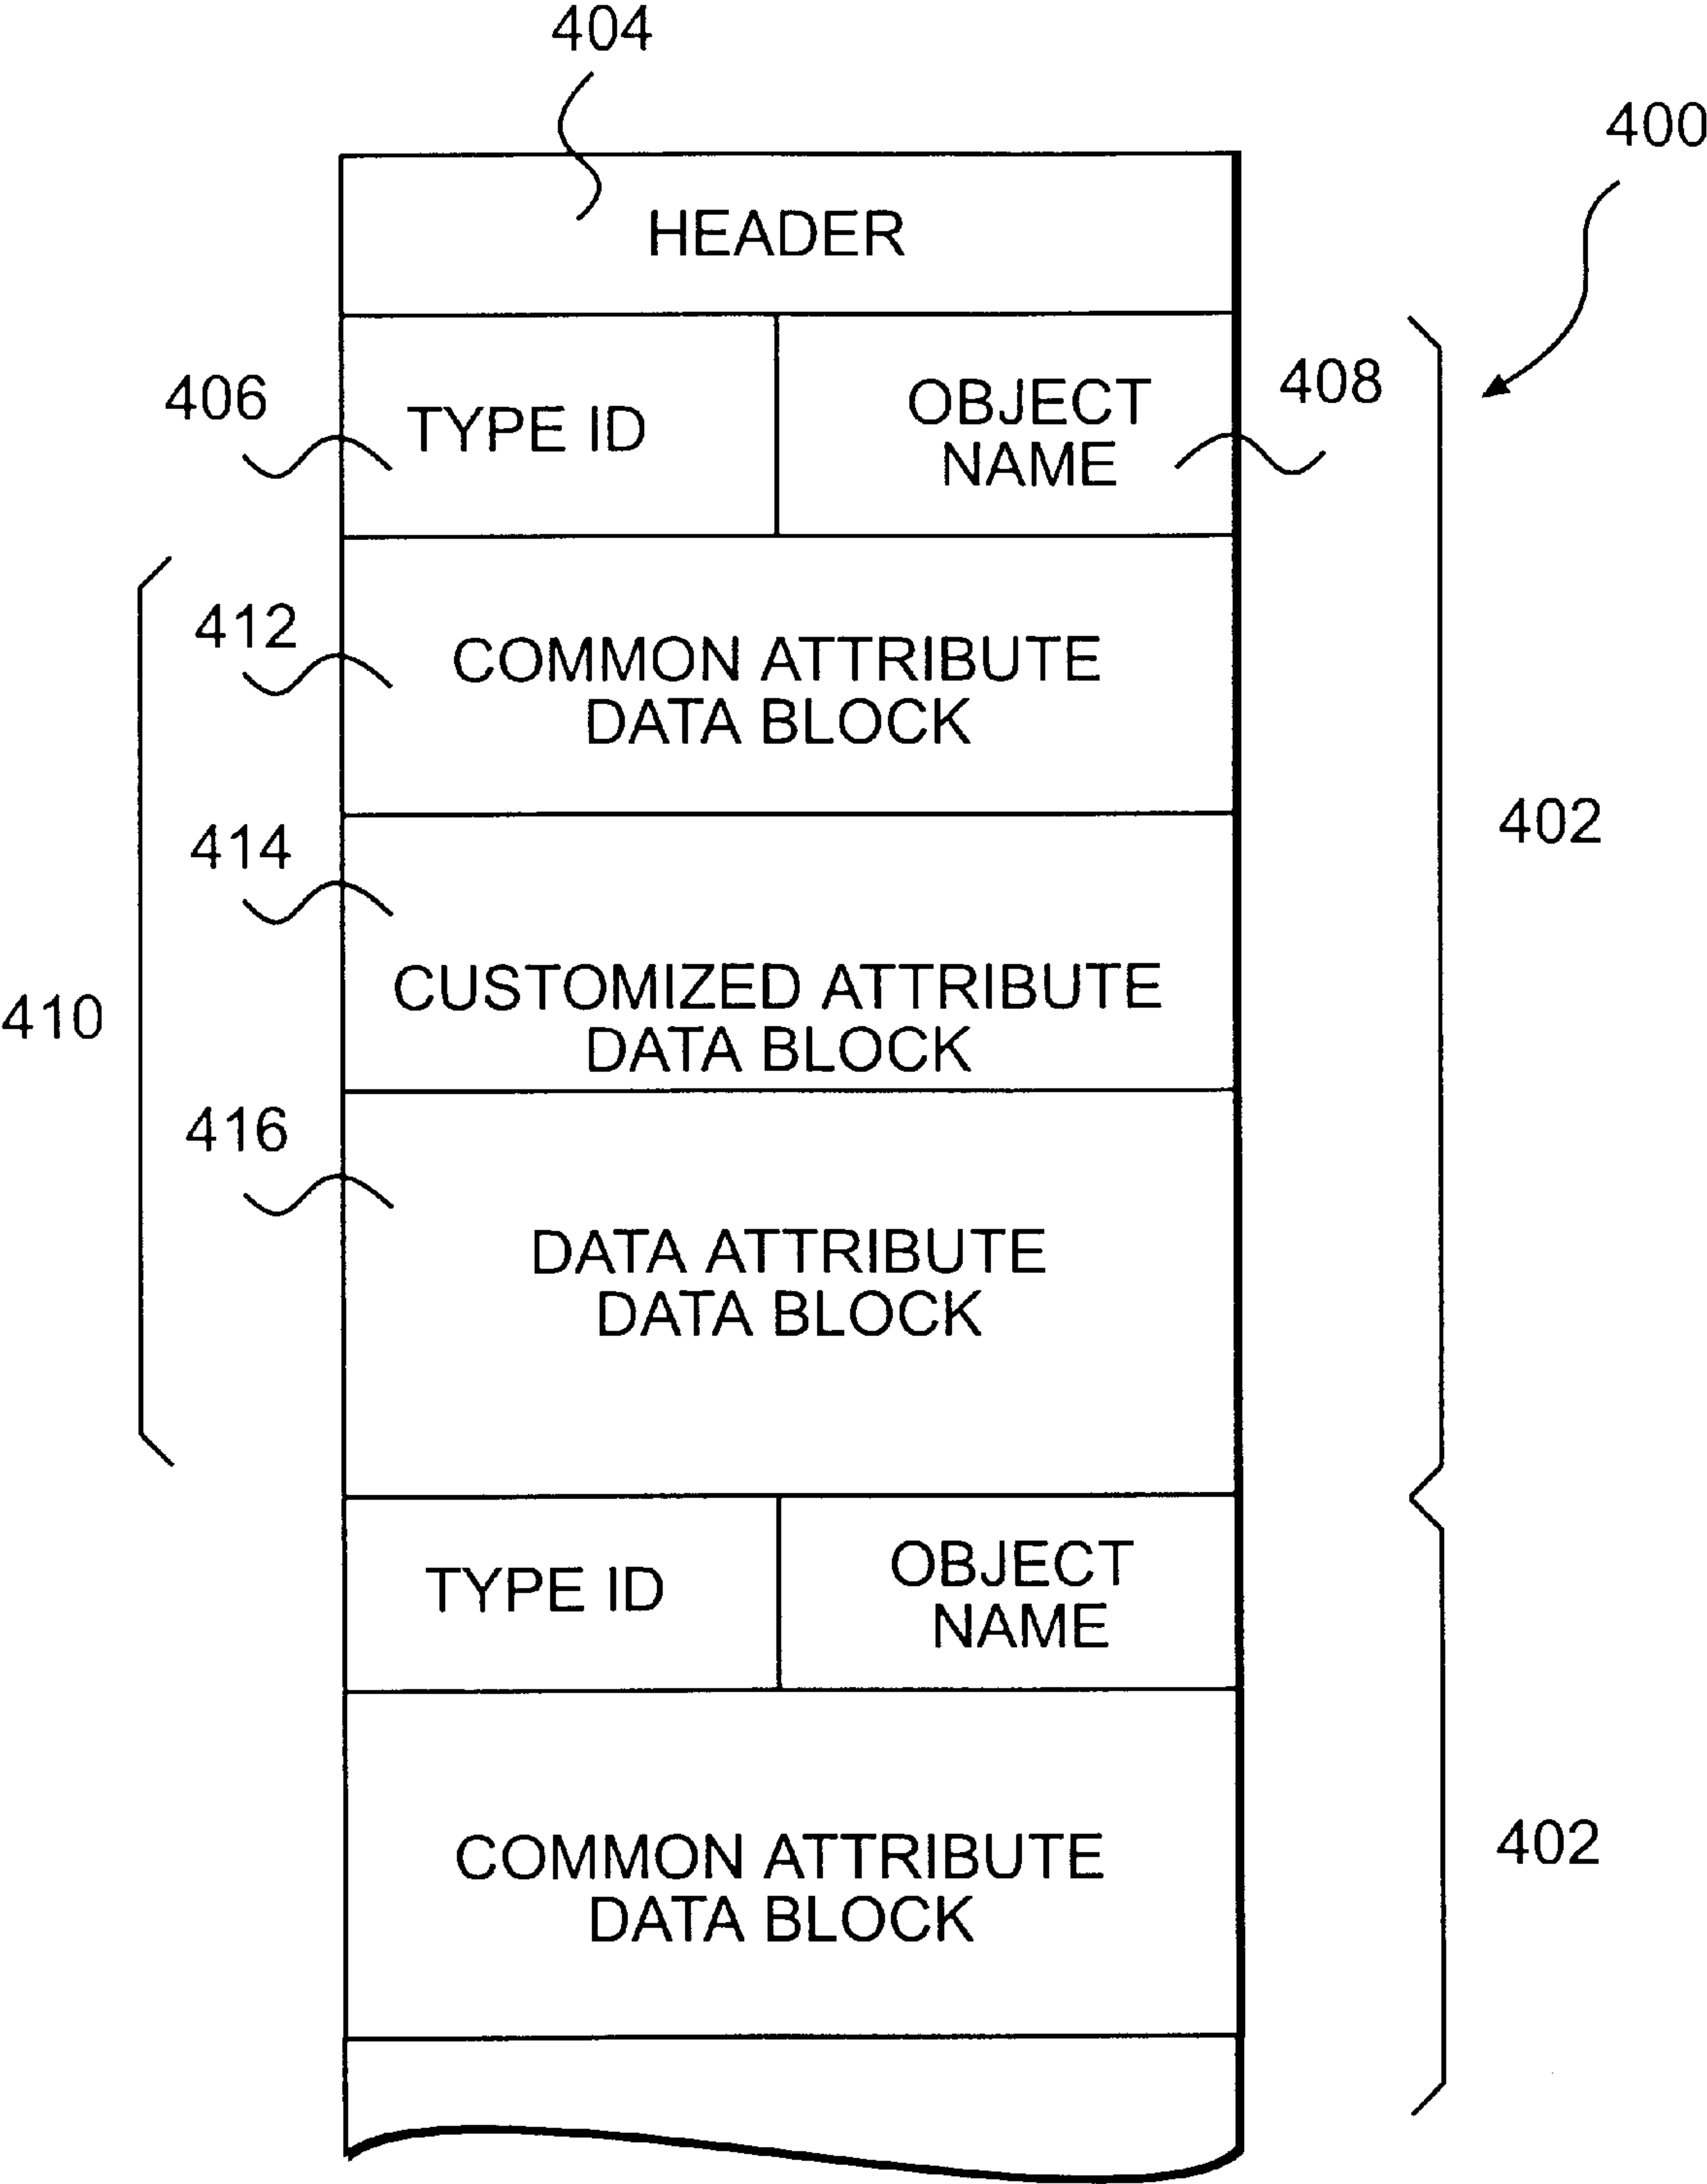 404
400
HEADER
406
TYPE ID
OBJECT
NAME
408
412
COMMON ATTRIBUTE
DATA BLOCK
402
414
CUSTOMIZED ATTRIBUTE
DATA BLOCK
410
416
DATA ATTRIBUTE
DATA BLOCK
TYPE ID
OBJECT
NAME
COMMON ATTRIBUTE
DATA BLOCK
402